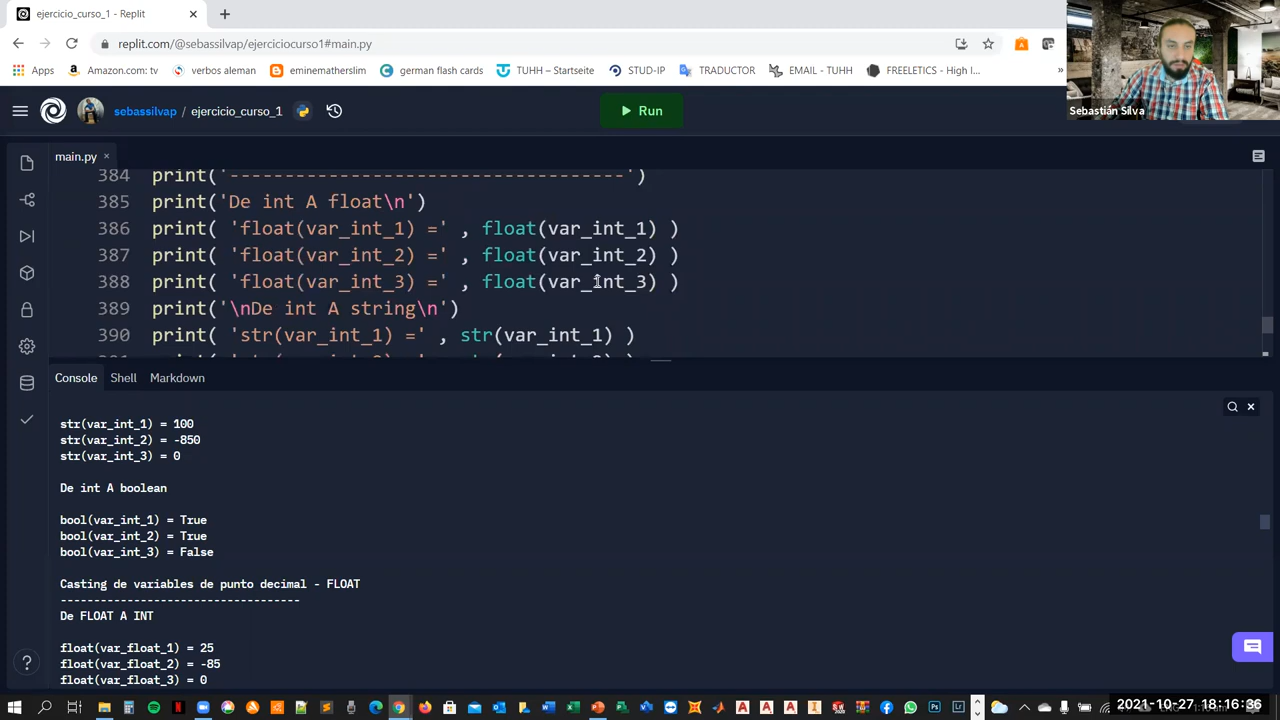 ejercicio_curso_1 - Replit
replit.com/@sebassilvap/ejerciciocurso1#main.py
Apps
Amazon.com: tv
verbos aleman
eminematherslim
german flash cards
TUHH – Startseite
STUD-IP
TRADUCTOR
EMAIL - TUHH
FREELETICS - High I...
»
Sebastián Silva
sebassilvap / ejercicio_curso_1
Run
main.py
384 print('------------------------------------')
385 print('De int A float\n')
386 print( 'float(var_int_1) =' , float(var_int_1) )
387 print( 'float(var_int_2) =' , float(var_int_2) )
388 print( 'float(var_int_3) =' , float(var_int_3) )
389 print('\nDe int A string\n')
390 print( 'str(var_int_1) =' , str(var_int_1) )
Console
Shell
Markdown
str(var_int_1) = 100
str(var_int_2) = -850
str(var_int_3) = 0
De int A boolean
bool(var_int_1) = True
bool(var_int_2) = True
bool(var_int_3) = False
Casting de variables de punto decimal - FLOAT
----------------------------------
De FLOAT A INT
float(var_float_1) = 25
float(var_float_2) = -85
float(var_float_3) = 0
2021-10-27 18:16:36